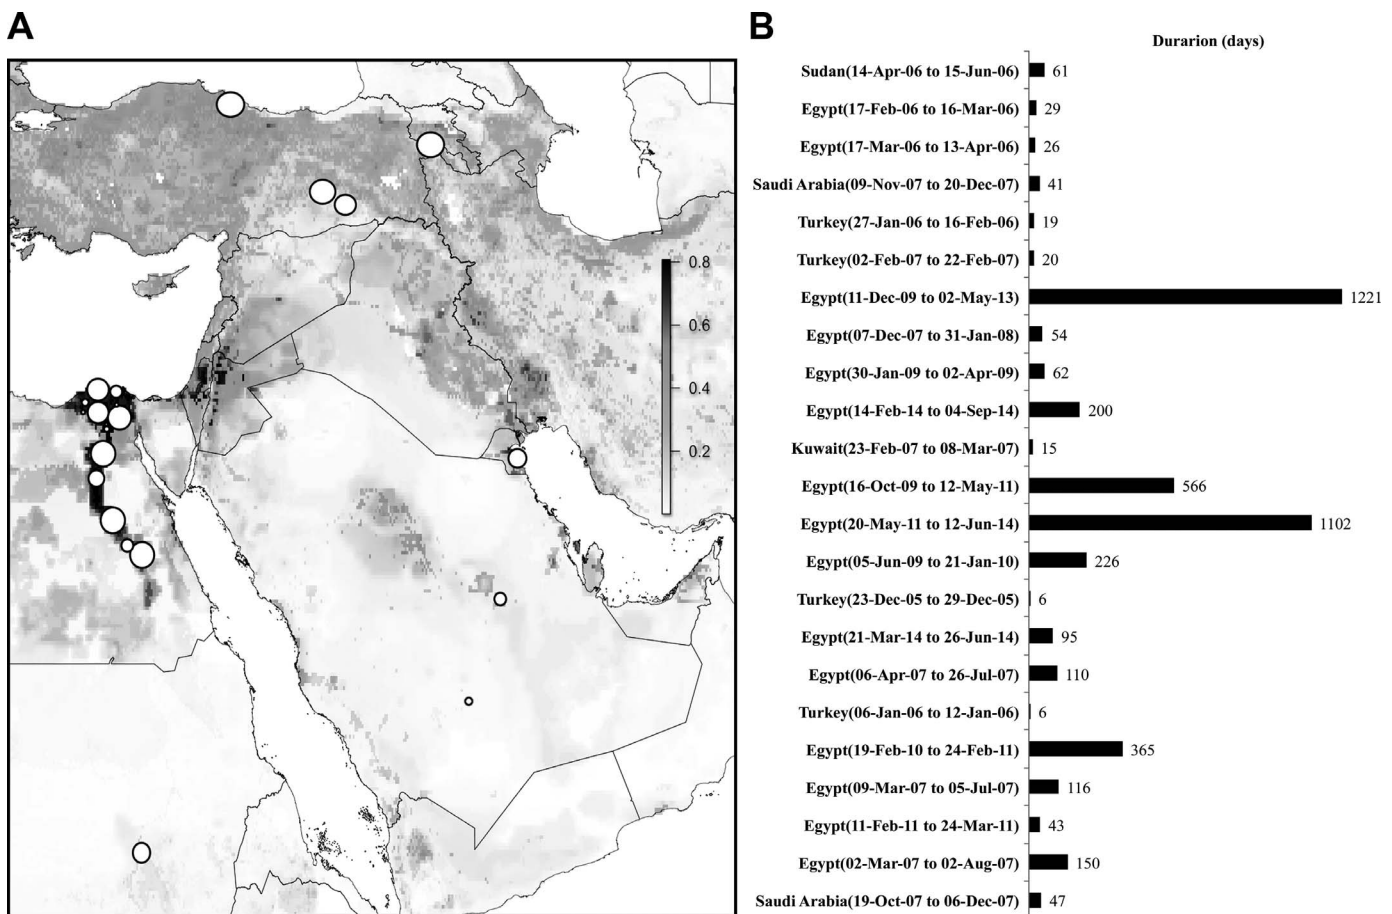 A
0.8
0.6
0.4
0.2
B
Durarion (days)
Sudan(14-Apr-06 to 15-Jun-06) 61
Egypt(17-Feb-06 to 16-Mar-06) 29
Egypt(17-Mar-06 to 13-Apr-06) 26
Saudi Arabia(09-Nov-07 to 20-Dec-07) 41
Turkey(27-Jan-06 to 16-Feb-06) 19
Turkey(02-Feb-07 to 22-Feb-07) 20
Egypt(11-Dec-09 to 02-May-13) 1221
Egypt(07-Dec-07 to 31-Jan-08) 54
Egypt(30-Jan-09 to 02-Apr-09) 62
Egypt(14-Feb-14 to 04-Sep-14) 200
Kuwait(23-Feb-07 to 08-Mar-07) 15
Egypt(16-Oct-09 to 12-May-11) 566
Egypt(20-May-11 to 12-Jun-14) 1102
Egypt(05-Jun-09 to 21-Jan-10) 226
Turkey(23-Dec-05 to 29-Dec-05) 6
Egypt(21-Mar-14 to 26-Jun-14) 95
Egypt(06-Apr-07 to 26-Jul-07) 110
Turkey(06-Jan-06 to 12-Jan-06) 6
Egypt(19-Feb-10 to 24-Feb-11) 365
Egypt(09-Mar-07 to 05-Jul-07) 116
Egypt(11-Feb-11 to 24-Mar-11) 43
Egypt(02-Mar-07 to 02-Aug-07) 150
Saudi Arabia(19-Oct-07 to 06-Dec-07) 47